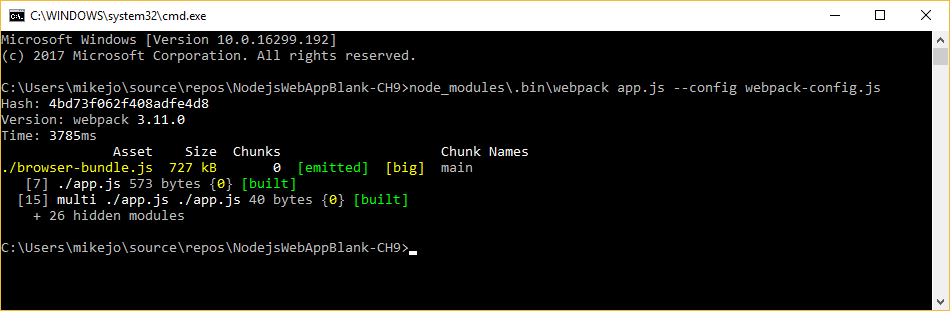 C:\WINDOWS\system32\cmd.exe
Microsoft Windows [Version 10.0.16299.192]
(c) 2017 Microsoft Corporation. All rights reserved.
C:\Users\mikejo\source\repos\NodejsWebAppBlank-CH9>node_modules\.bin\webpack app.js --config webpack-config.js
Hash: 4bd73f062f408adfe4d8
Version: webpack 3.11.0
Time: 3785ms
Asset Size Chunks Chunk Names
./browser-bundle.js 727 kB 0 [emitted] [big] main
[7] ./app.js 573 bytes {0} [built]
[15] multi ./app.js ./app.js 40 bytes {0} [built]
+ 26 hidden modules
C:\Users\mikejo\source\repos\NodejsWebAppBlank-CH9>